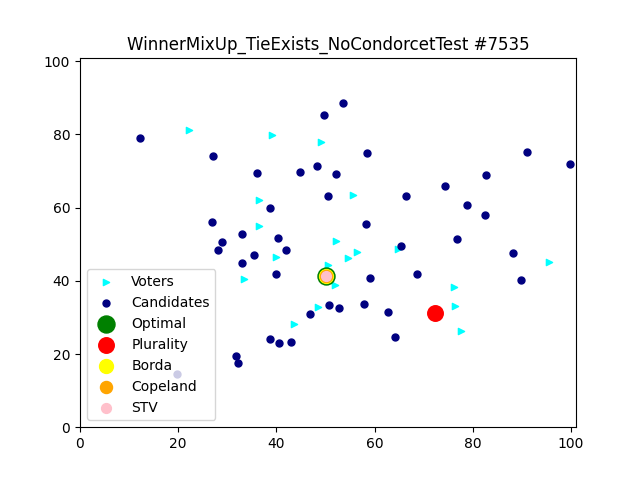 WinnerMixUp_TieExists_NoCondorcetTest #7535
100
80
60
40
20
0
Voters
Candidates
Optimal
Plurality
Borda
Copeland
STV
0 20 40 60 80 100